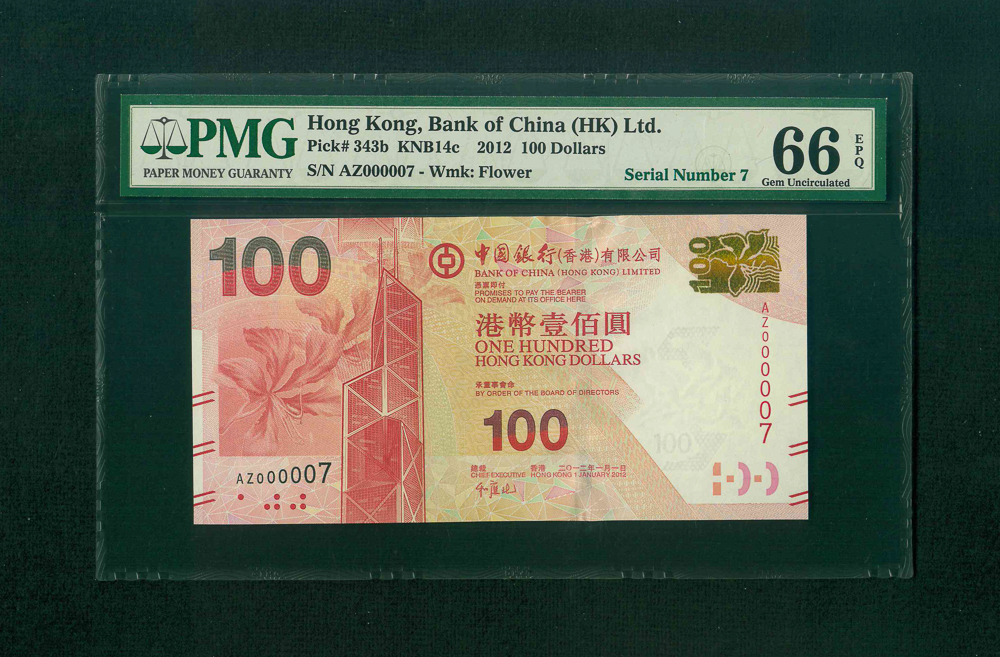 PMG
PAPER MONEY GUARANTY
Hong Kong, Bank of China (HK) Ltd.
Pick# 343b KNB14c 2012 100 Dollars
S/N AZ000007 - Wmk: Flower
Serial Number 7
66
EPQ
Gem Uncirculated
100
中国银行(香港)有限公司
BANK OF CHINA (HONG KONG) LIMITED
憑票即付
PROMISES TO PAY THE BEARER
ON DEMAND AT ITS OFFICE HERE
港幣壹佰圓
ONE HUNDRED
HONG KONG DOLLARS
承董事會命
BY ORDER OF THE BOARD OF DIRECTORS
100
總裁 香港 二〇一二年一月一日
CHIEF EXECUTIVE HONG KONG 1 JANUARY 2012
100
AZ000007
100
AZ000007